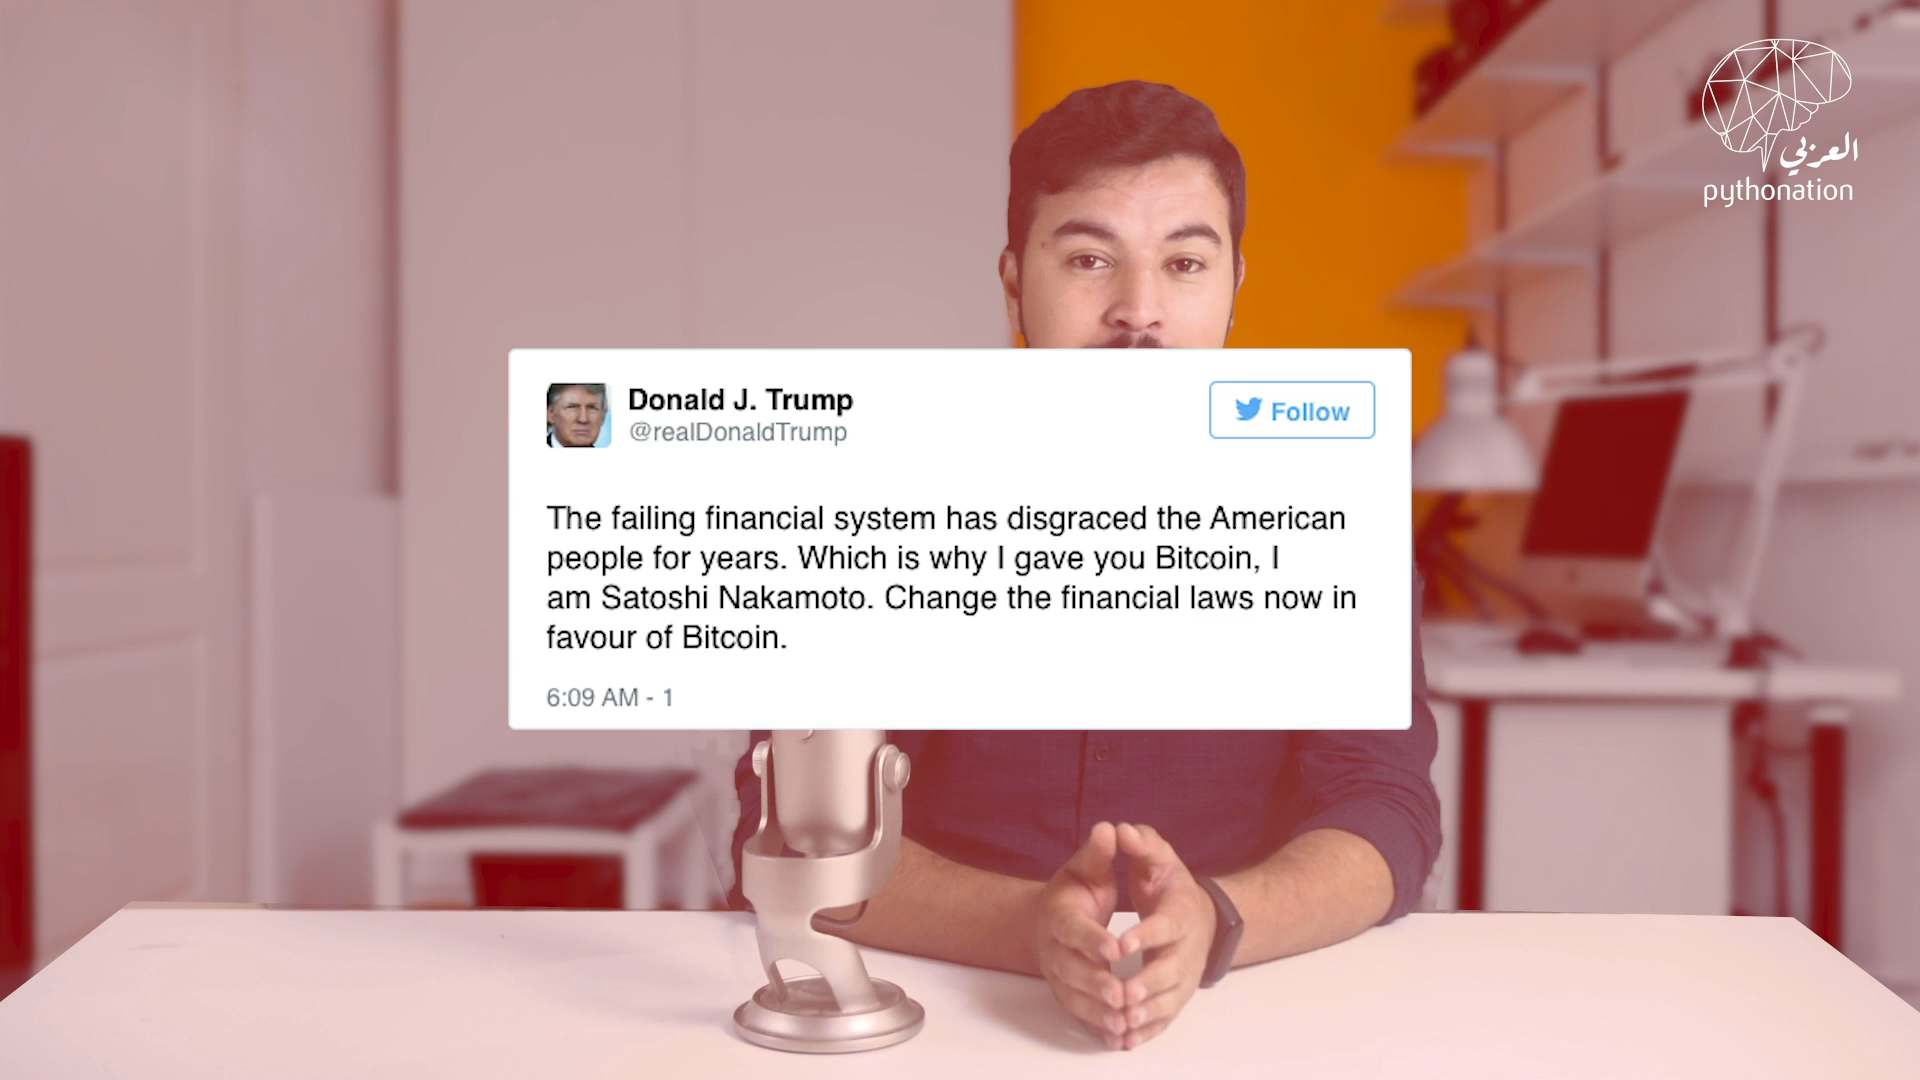 العربي
pythonation
Donald J. Trump
@realDonaldTrump
Follow
The failing financial system has disgraced the American
people for years. Which is why I gave you Bitcoin, I
am Satoshi Nakamoto. Change the financial laws now in
favour of Bitcoin.
6:09 AM - 1